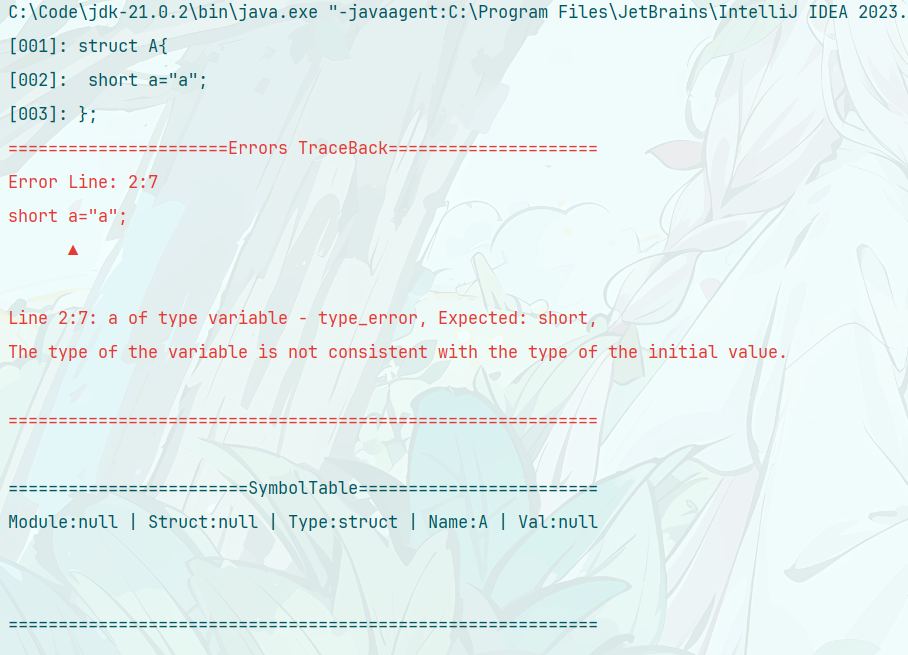 C:\Code\jdk-21.0.2\bin\java.exe "-javaagent:C:\Program Files\JetBrains\IntelliJ IDEA 2023.
[001]: struct A{
[002]:  short a="a";
[003]: };
======================Errors TraceBack=====================
Error Line: 2:7
short a="a";
      ▲
Line 2:7: a of type variable - type_error, Expected: short,
The type of the variable is not consistent with the type of the initial value.
===========================================================
========================SymbolTable========================
Module:null | Struct:null | Type:struct | Name:A | Val:null
===========================================================